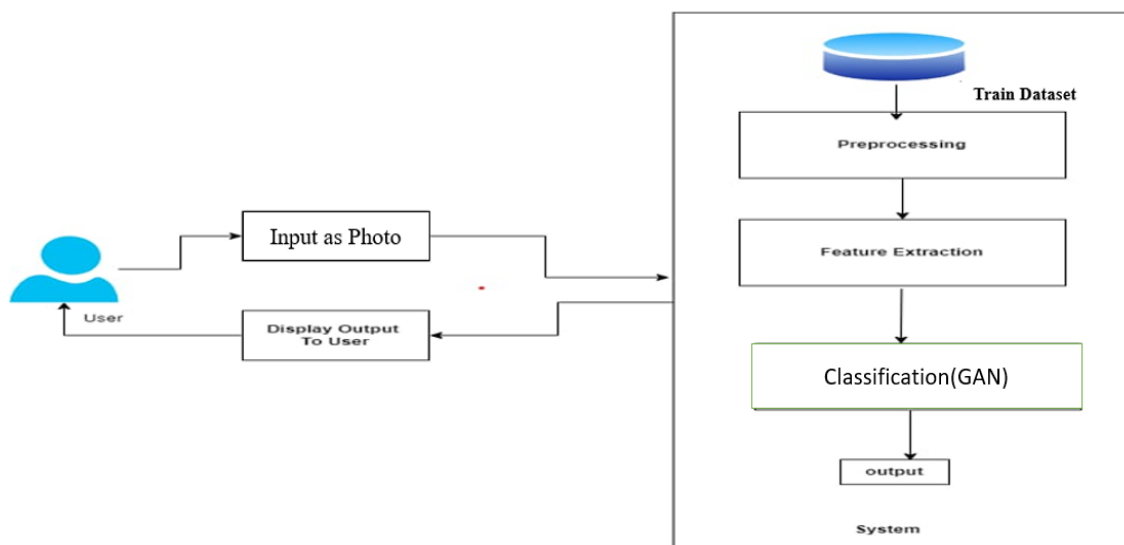 Train Dataset
Preprocessing
Input as Photo
Feature Extraction
User
Display Output
To User
Classification(GAN)
output
System